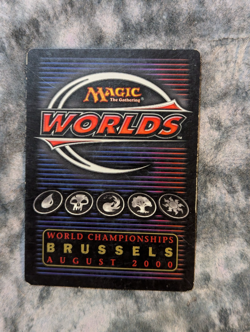 MAGIC
The Gathering
WORLDS
WORLD CHAMPIONSHIPS
BRUSSELS
AUGUST 2000